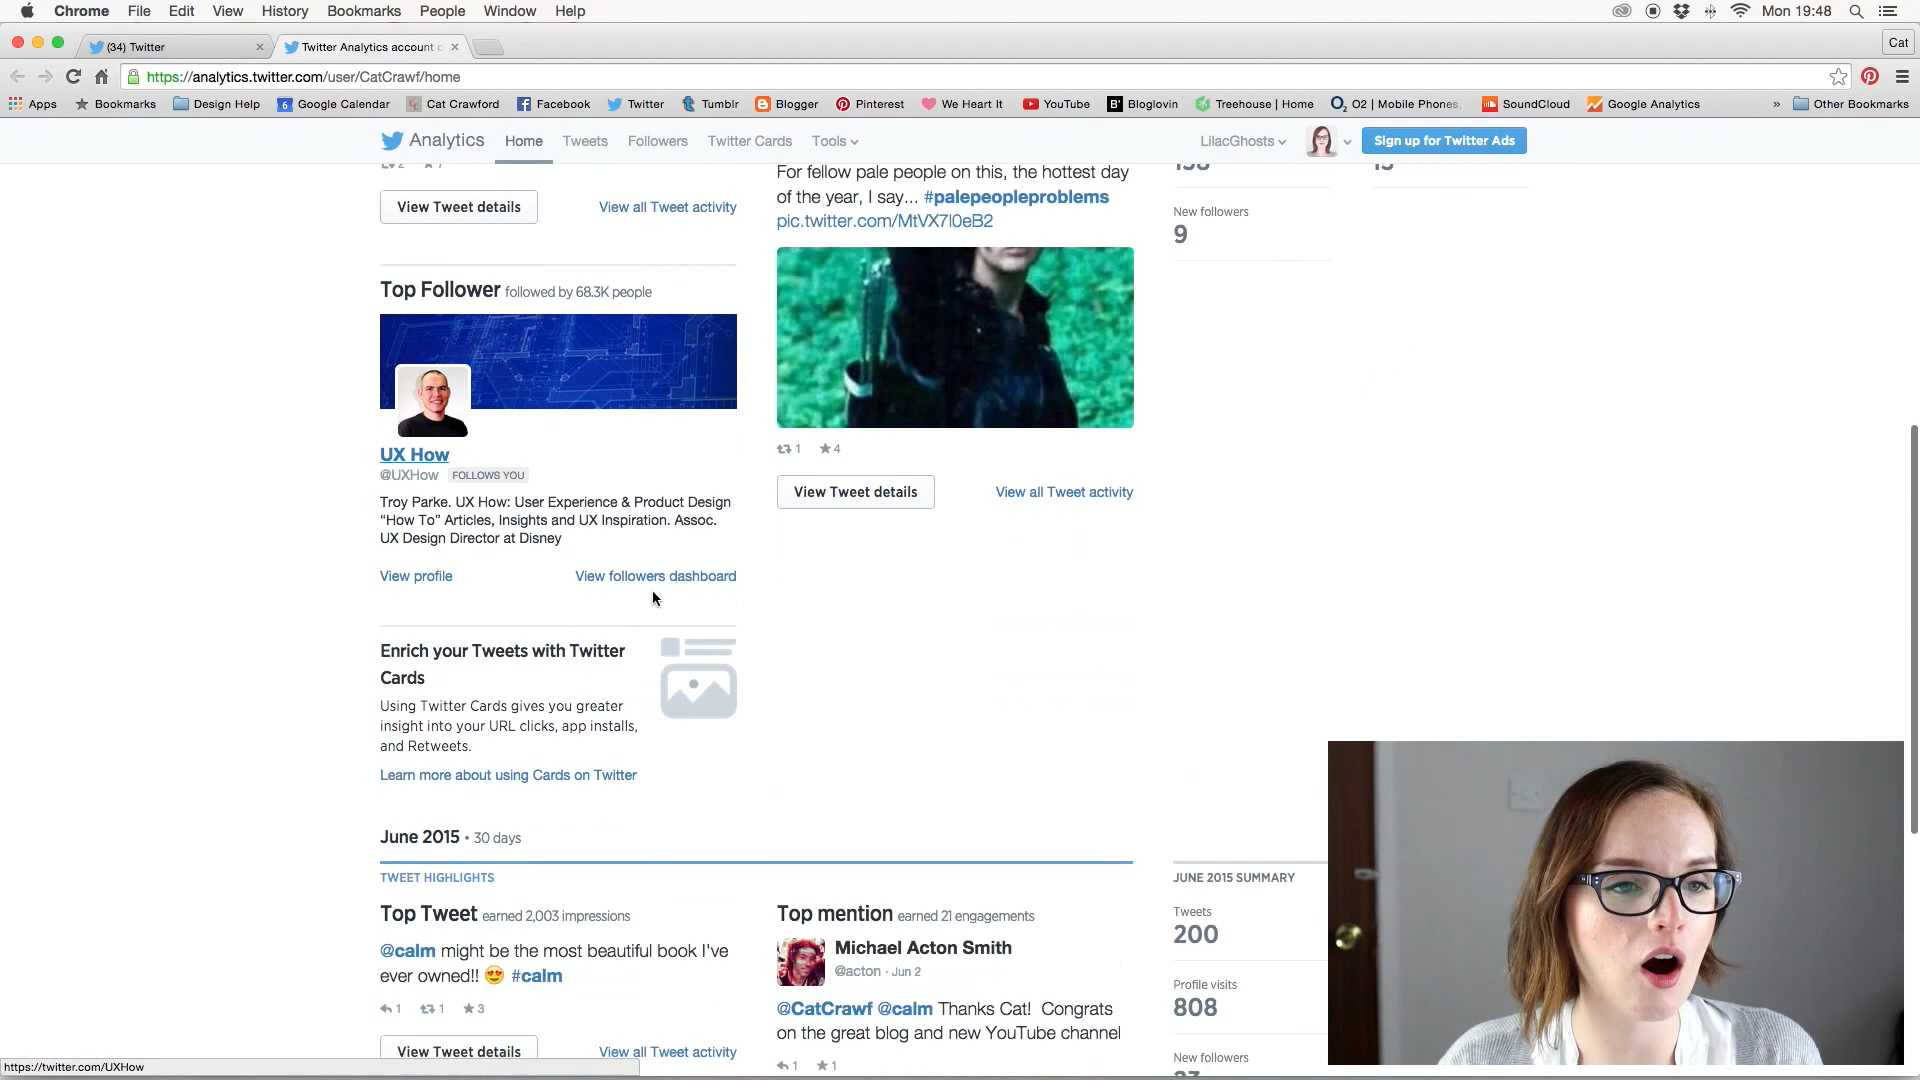 Chrome File Edit View History Bookmarks People Window Help Mon 19:48
(34) Twitter Twitter Analytics account Cat
https://analytics.twitter.com/user/CatCrawf/home
Apps Bookmarks Design Help 6 Google Calendar Cat Crawford Facebook Twitter Tumblr Blogger Pinterest We Heart It YouTube Bloglovin Treehouse | Home O2 | Mobile Phones, SoundCloud Google Analytics » Other Bookmarks
Analytics Home Tweets Followers Twitter Cards Tools LilacGhosts Sign up for Twitter Ads
For fellow pale people on this, the hottest day
of the year, I say... #palepeopleproblems
pic.twitter.com/MtVX7l0eB2
View Tweet details View all Tweet activity
New followers
9
Top Follower followed by 68.3K people
UX How
@UXHow FOLLOWS YOU
Troy Parke. UX How: User Experience & Product Design
“How To” Articles, Insights and UX Inspiration. Assoc.
UX Design Director at Disney
View profile View followers dashboard
1 4
View Tweet details View all Tweet activity
Enrich your Tweets with Twitter
Cards
Using Twitter Cards gives you greater
insight into your URL clicks, app installs,
and Retweets.
Learn more about using Cards on Twitter
June 2015 • 30 days
TWEET HIGHLIGHTS
Top Tweet earned 2,003 impressions
@calm might be the most beautiful book I've
ever owned!! 😍 #calm
1 1 3
View Tweet details View all Tweet activity
Top mention earned 21 engagements
Michael Acton Smith
@acton · Jun 2
@CatCrawf @calm Thanks Cat! Congrats
on the great blog and new YouTube channel
1 1
JUNE 2015 SUMMARY
Tweets
200
Profile visits
808
New followers
https://twitter.com/UXHow